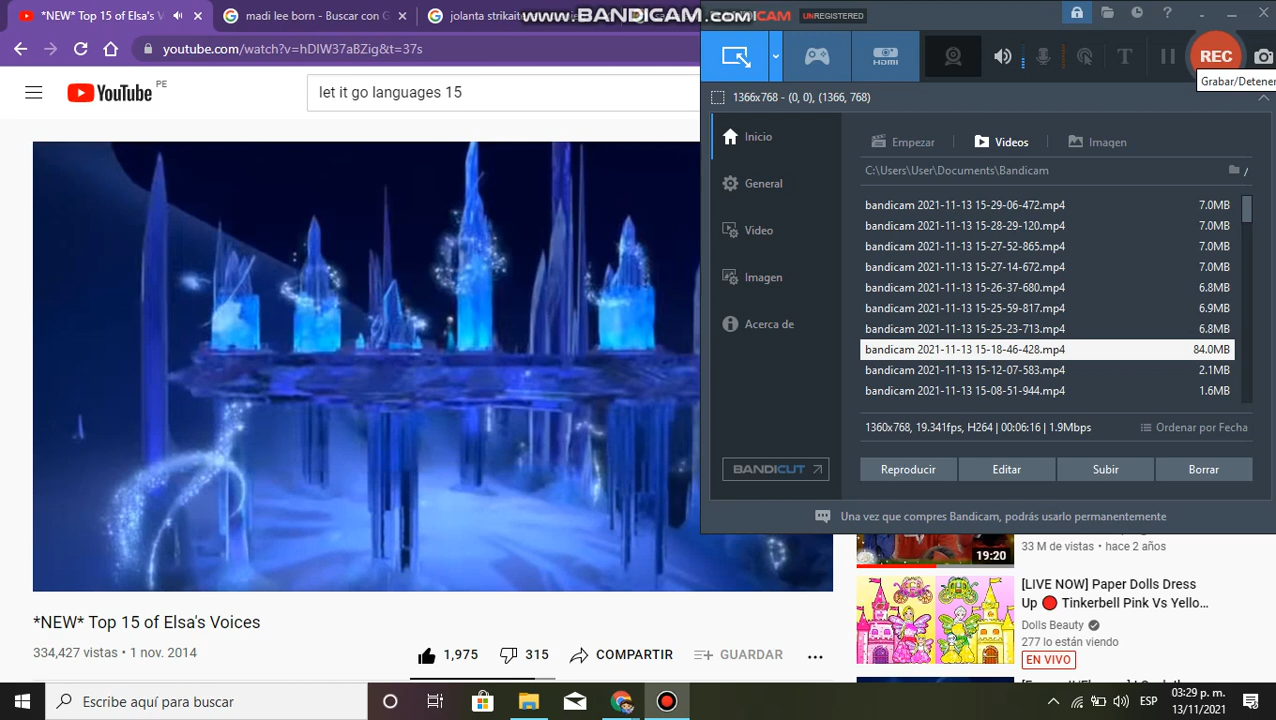 *NEW* Top 15 of Elsa's V
madi lee born - Buscar con G
jolanta strikait
www.BANDICAM.com
BANDICAM UNREGISTERED
youtube.com/watch?v=hDIW37aBZig&t=37s
HDMI
T
REC
Grabar/Detener
YouTube PE
let it go languages 15
1366x768 - (0, 0), (1366, 768)
Inicio
General
Video
Imagen
Acerca de
Empezar
Videos
Imagen
C:\Users\User\Documents\Bandicam
bandicam 2021-11-13 15-29-06-472.mp4 7.0MB
bandicam 2021-11-13 15-28-29-120.mp4 7.0MB
bandicam 2021-11-13 15-27-52-865.mp4 7.0MB
bandicam 2021-11-13 15-27-14-672.mp4 7.0MB
bandicam 2021-11-13 15-26-37-680.mp4 6.8MB
bandicam 2021-11-13 15-25-59-817.mp4 6.9MB
bandicam 2021-11-13 15-25-23-713.mp4 6.8MB
bandicam 2021-11-13 15-18-46-428.mp4 84.0MB
bandicam 2021-11-13 15-12-07-583.mp4 2.1MB
bandicam 2021-11-13 15-08-51-944.mp4 1.6MB
1360x768, 19.341fps, H264 | 00:06:16 | 1.9Mbps
Ordenar por Fecha
BANDICUT
Reproducir
Editar
Subir
Borrar
Una vez que compres Bandicam, podrás usarlo permanentemente
*NEW* Top 15 of Elsa's Voices
334,427 vistas • 1 nov. 2014
1,975
315
COMPARTIR
GUARDAR
19:20
33 M de vistas • hace 2 años
[LIVE NOW] Paper Dolls Dress
Up 🔴 Tinkerbell Pink Vs Yello...
Dolls Beauty
277 lo están viendo
EN VIVO
Escribe aquí para buscar
ESP
03:29 p. m.
13/11/2021